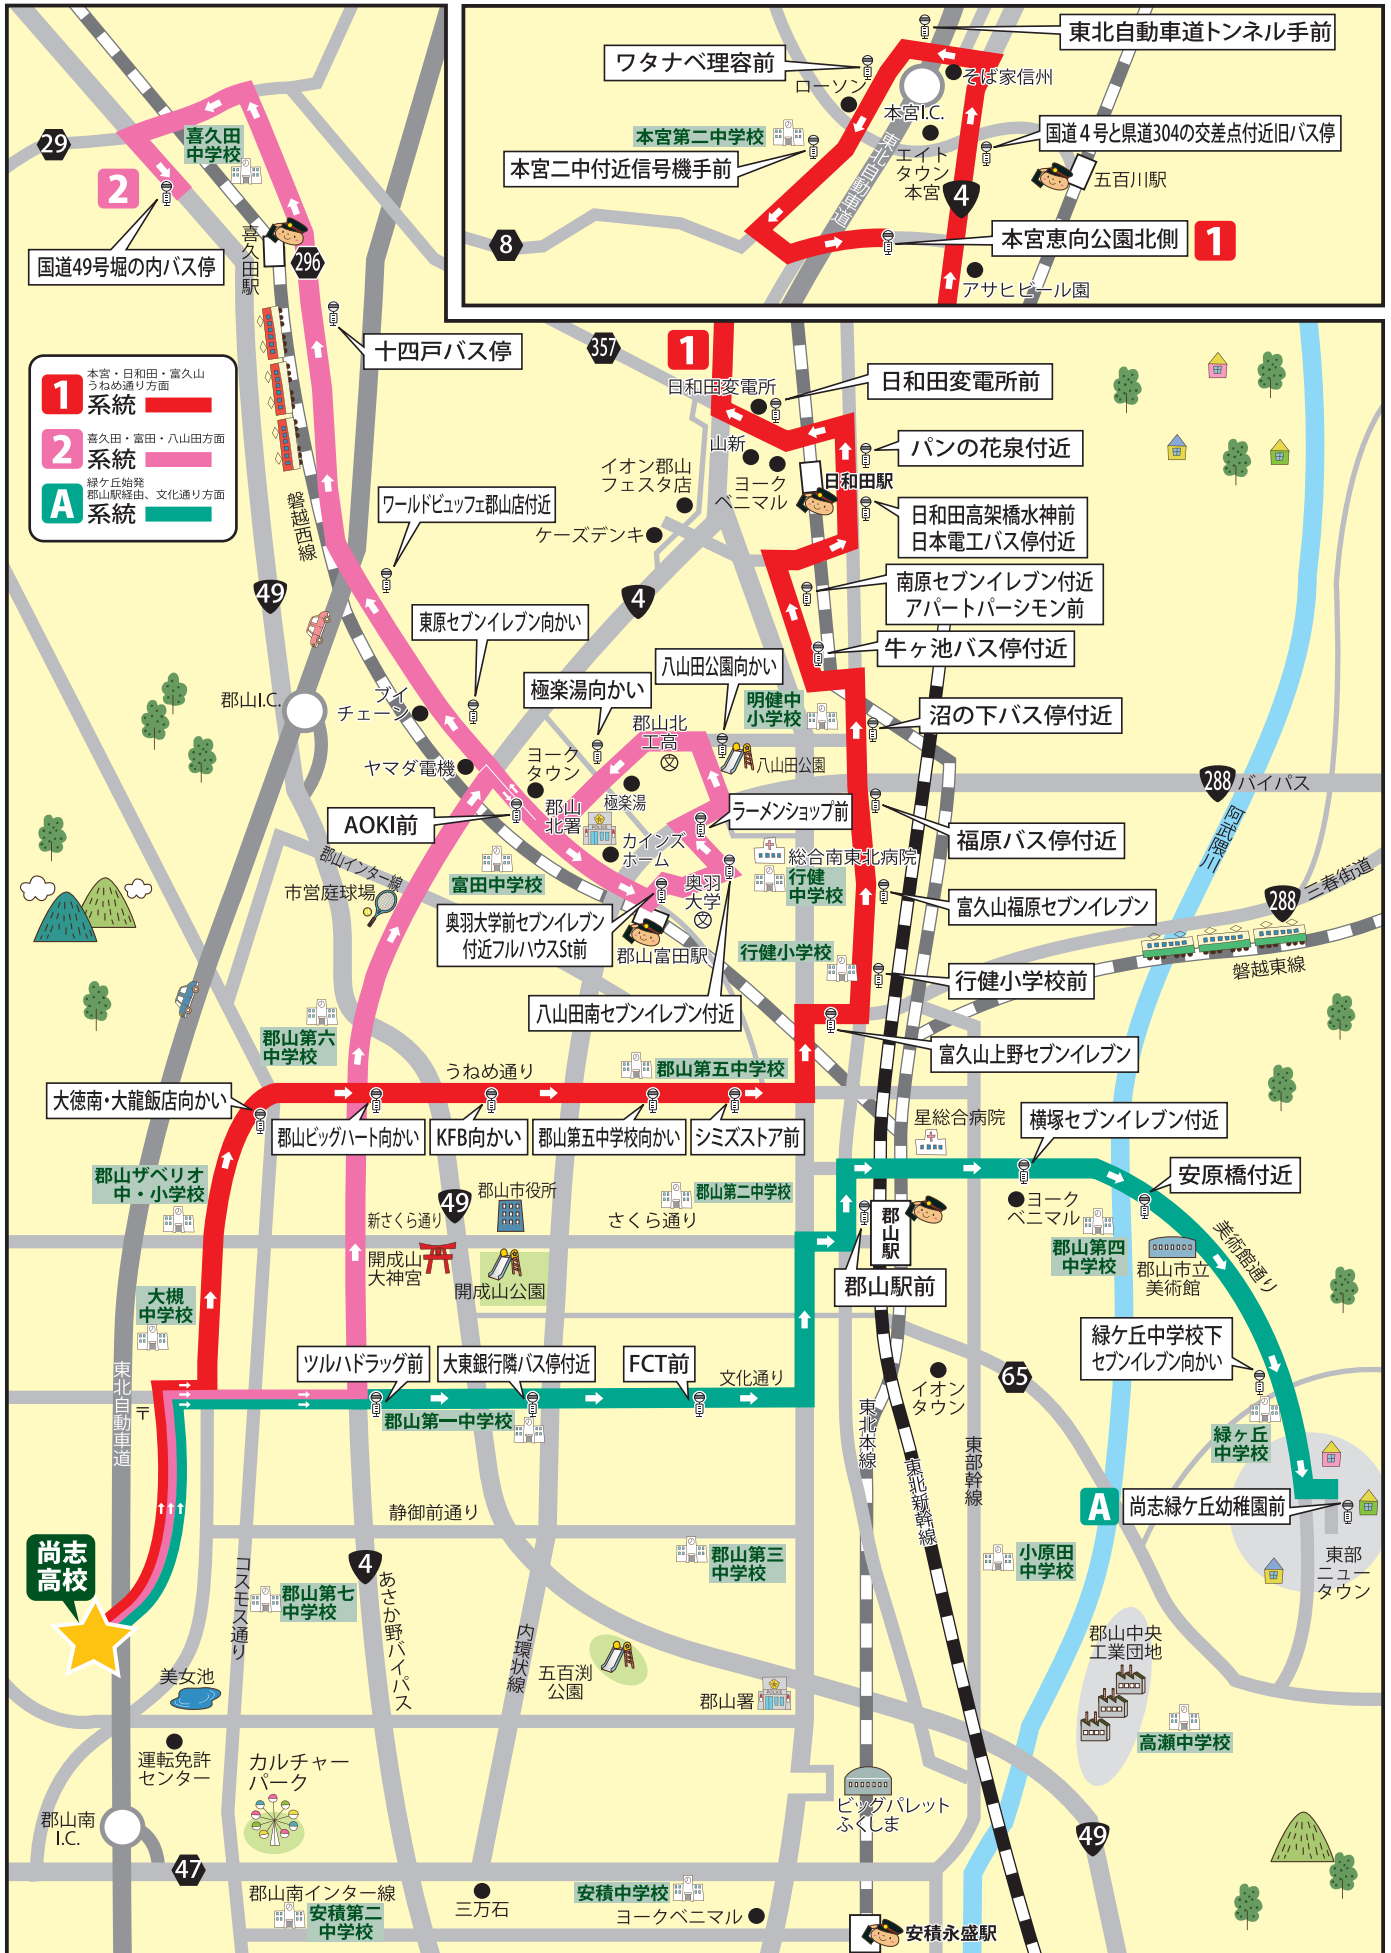 29
喜久田
中学校
2
国道49号堀の内バス停
喜久田駅
296
十四戸バス停
東北自動車道トンネル手前
ワタナベ理容前
ローソン
そば家信州
本宮I.C.
本宮第二中学校
国道４号と県道304の交差点付近旧バス停
本宮二中付近信号機手前
エイト
タウン
本宮
東北自動車道
五百川駅
4
8
本宮恵向公園北側
1
アサヒビール園
1
本宮・日和田・富久山
うねめ通り方面
系統
2
喜久田・富田・八山田方面
系統
A
緑ケ丘始発
郡山駅経由、文化通り方面
系統
357
1
日和田変電所
日和田変電所前
山新
パンの花泉付近
イオン郡山
フェスタ店
ヨーク
ベニマル
日和田駅
ケーズデンキ
日和田高架橋水神前
日本電工バス停付近
磐越西線
ワールドビュッフェ郡山店付近
49
4
南原セブンイレブン付近
アパートパーシモン前
東原セブンイレブン向かい
牛ヶ池バス停付近
八山田公園向かい
極楽湯向かい
明健中
小学校
沼の下バス停付近
郡山I.C.
ブイ
チェーン
郡山北
工高
文
八山田公園
ヤマダ電機
ヨーク
タウン
極楽湯
288
バイパス
AOKI前
郡山
北署
ラーメンショップ前
福原バス停付近
阿武隈川
カインズ
ホーム
郡山インター線
総合南東北病院
三春街道
市営庭球場
富田中学校
奥羽
大学
文
行健
中学校
288
富久山福原セブンイレブン
奥羽大学前セブンイレブン
付近フルハウスSt前
郡山富田駅
行健小学校
行健小学校前
磐越東線
八山田南セブンイレブン付近
郡山第六
中学校
富久山上野セブンイレブン
うねめ通り
郡山第五中学校
大徳南・大龍飯店向かい
郡山ビッグハート向かい
KFB向かい
郡山第五中学校向かい
シミズストア前
星総合病院
横塚セブンイレブン付近
郡山ザベリオ
中・小学校
49
郡山市役所
郡山第二中学校
安原橋付近
新さくら通り
さくら通り
郡山駅
ヨーク
ベニマル
美術館通り
開成山
大神宮
開成山公園
郡山第四
中学校
郡山市立
美術館
大槻
中学校
郡山駅前
ツルハドラッグ前
大東銀行隣バス停付近
FCT前
緑ケ丘中学校下
セブンイレブン向かい
文化通り
65
イオン
タウン
東北自動車道
〒
郡山第一中学校
東北本線
東北新幹線
東部幹線
緑ヶ丘
中学校
静御前通り
A
尚志緑ケ丘幼稚園前
尚志
高校
コスモス通り
4
郡山第三
中学校
小原田
中学校
東部
ニュー
タウン
郡山第七
中学校
あさか野バイパス
内環状線
郡山中央
工業団地
五百渕
公園
美女池
郡山署
高瀬中学校
運転免許
センター
カルチャー
パーク
ビッグパレット
ふくしま
郡山南
I.C.
47
49
郡山南インター線
安積第二
中学校
三万石
安積中学校
ヨークベニマル
安積永盛駅